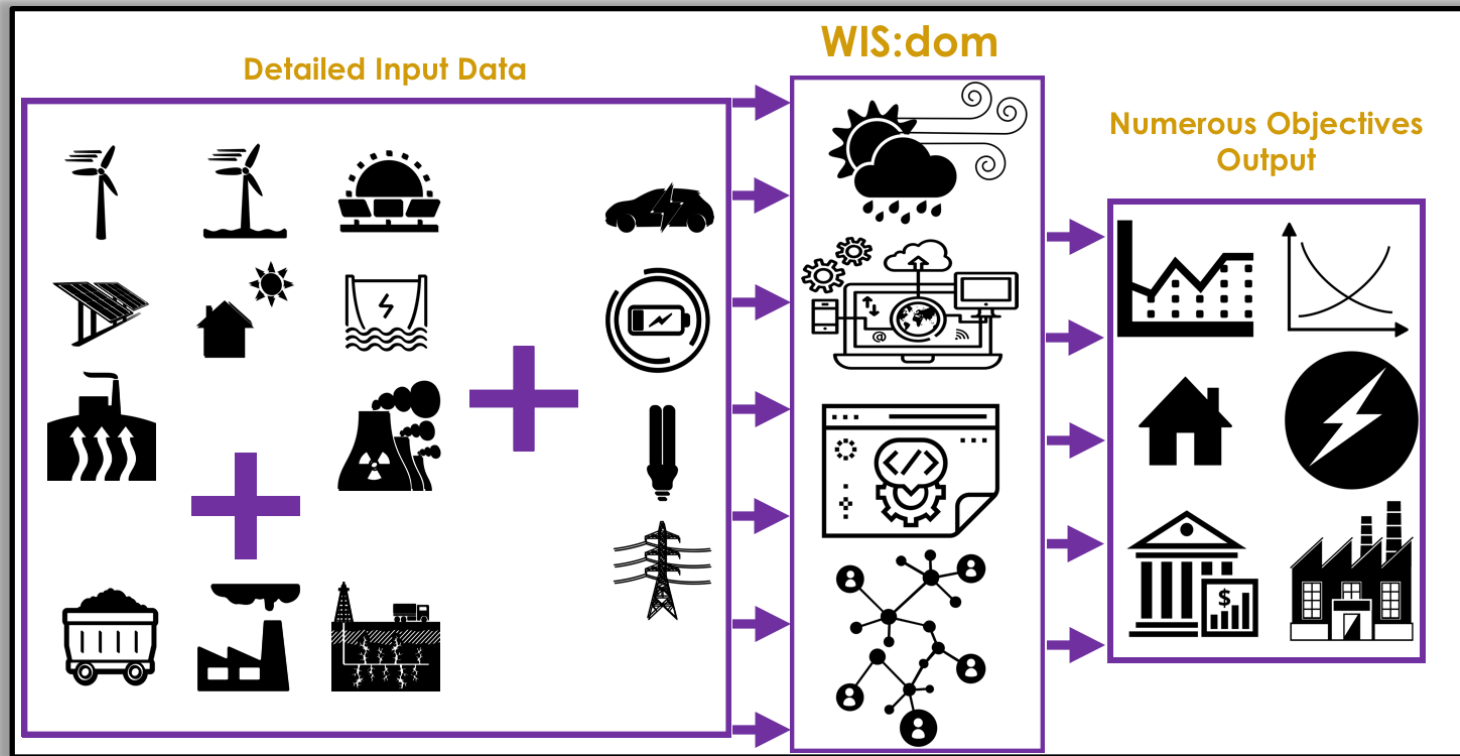 Detailed Input Data
WIS:dom
Numerous Objectives
Output
@
</>
$